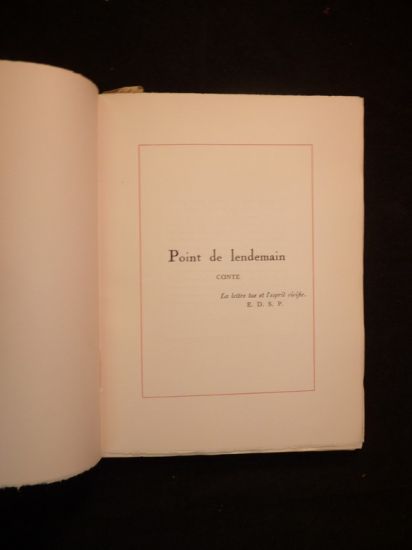 Point de lendemain
CONTE
La lettre tue et l'esprit vivifie.
E. D. S. P.